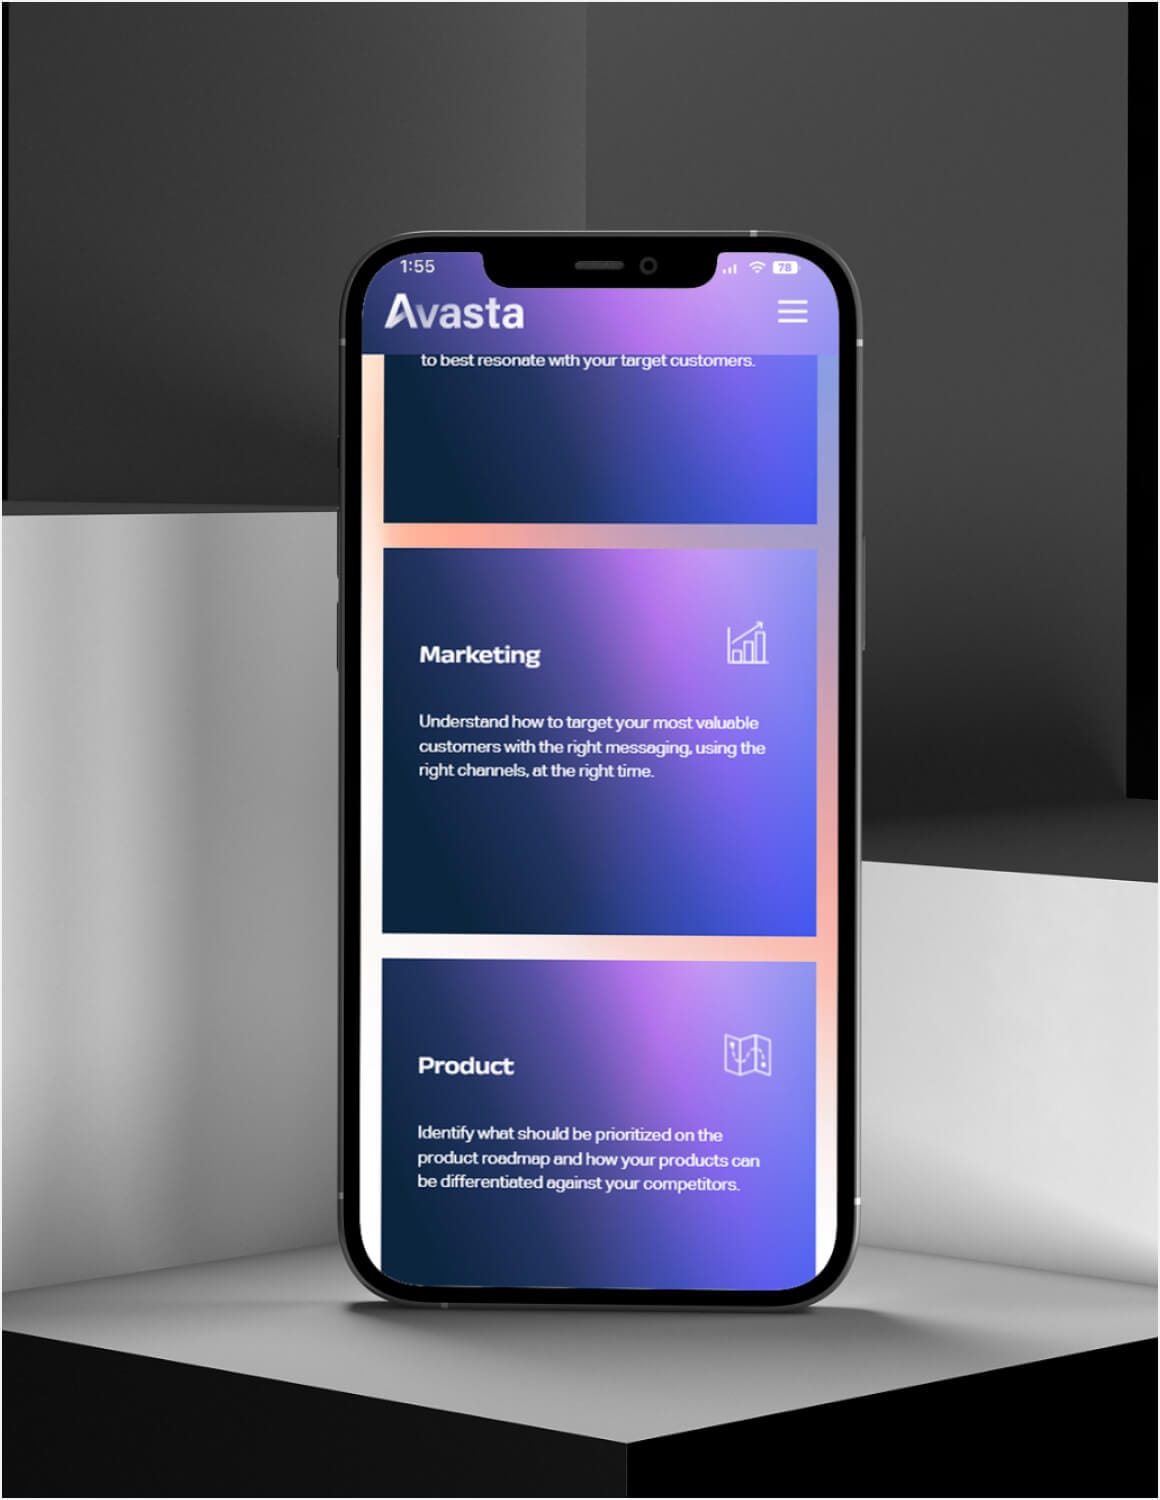 1:55
78
Avasta
to best resonate with your target customers.
Marketing
Understand how to target your most valuable
customers with the right messaging, using the
right channels, at the right time.
Product
Identify what should be prioritized on the
product roadmap and how your products can
be differentiated against your competitors.